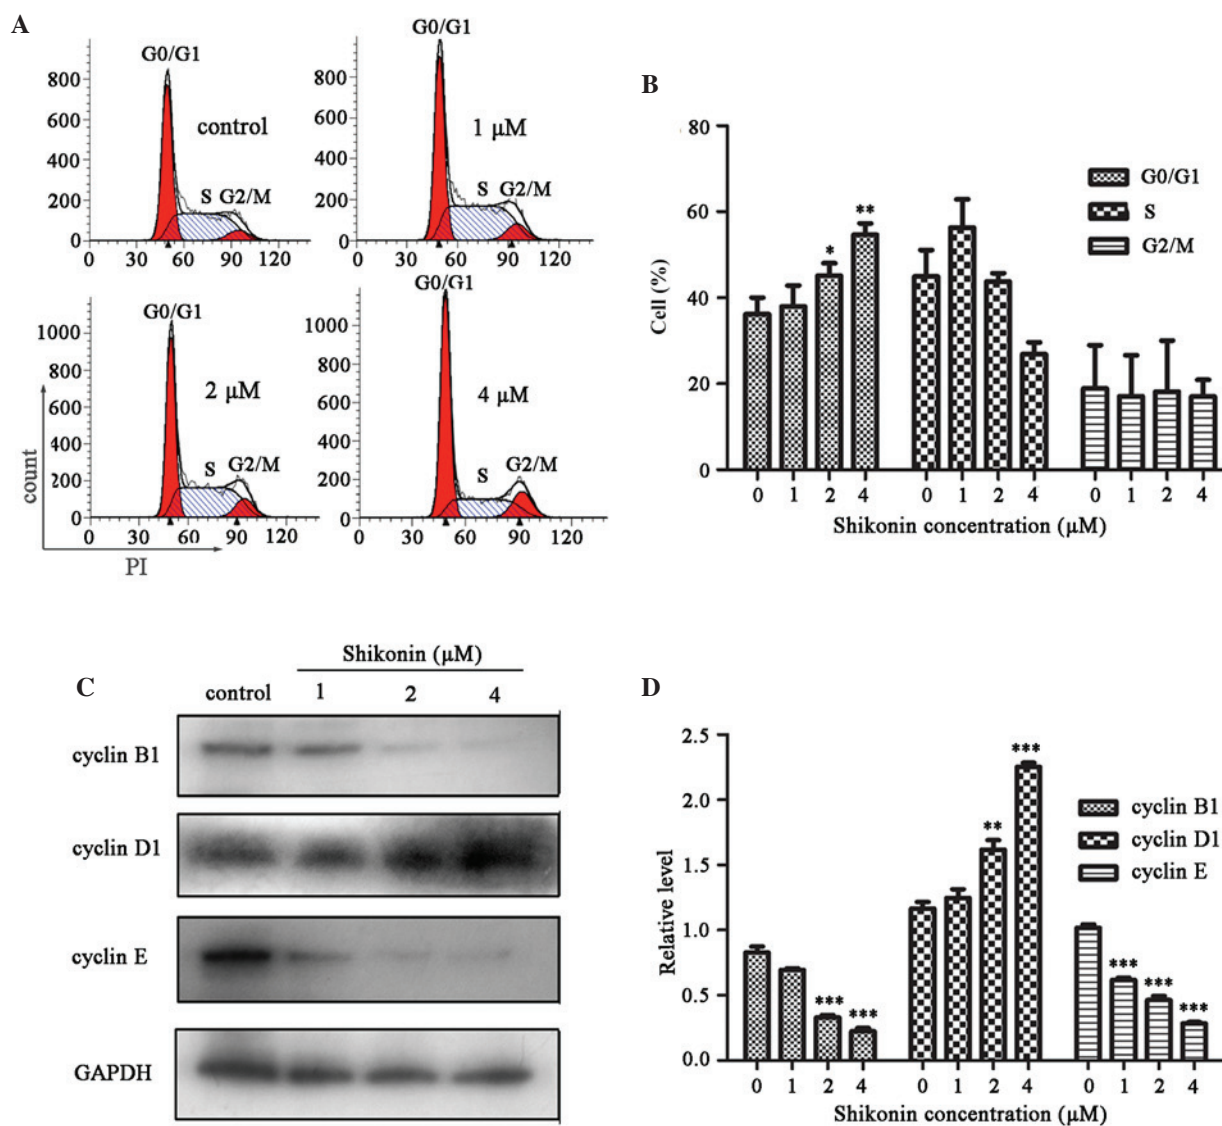 A
G0/G1
800
600
400
200
0
control
S G2/M
0 30 60 90 120
G0/G1
800
600
400
200
0
1 μM
S G2/M
0 30 60 90 120
G0/G1
1000
800
600
400
200
0
2 μM
S G2/M
0 30 60 90 120
G0/G1
1000
800
600
400
200
0
4 μM
S G2/M
0 30 60 90 120
count
PI
B
80
60
40
20
0
Cell (%)
* **
G0/G1
S
G2/M
0 1 2 4 0 1 2 4 0 1 2 4
Shikonin concentration (μM)
C
Shikonin (μM)
control 1 2 4
cyclin B1
cyclin D1
cyclin E
GAPDH
D
2.5
2.0
1.5
1.0
0.5
0.0
Relative level
*** *** ** *** *** *** ***
cyclin B1
cyclin D1
cyclin E
0 1 2 4 0 1 2 4 0 1 2 4
Shikonin concentration (μM)